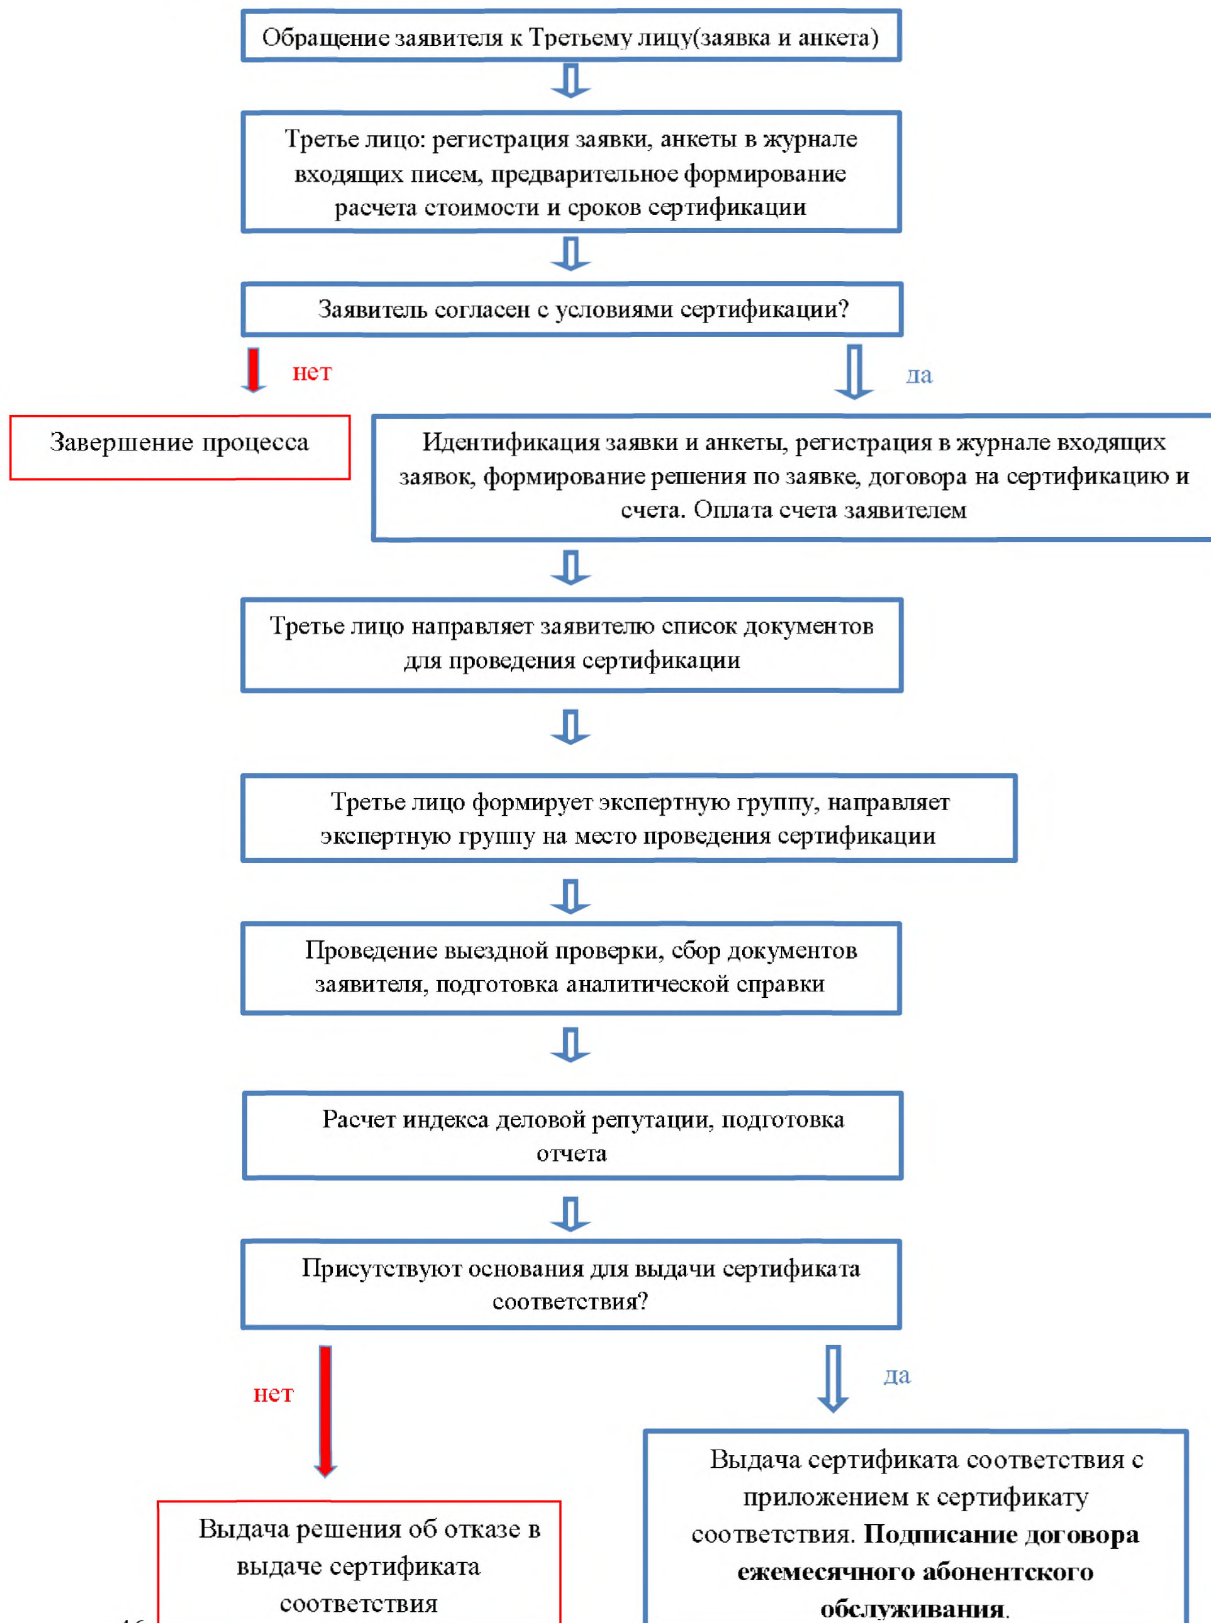 Обращение заявителя к Третьему лицу(заявка и анкета)
Третье лицо: регистрация заявки, анкеты в журнале
входящих писем, предварительное формирование
расчета стоимости и сроков сертификации
Заявитель согласен с условиями сертификации?
нет
да
Завершение процесса
Идентификация заявки и анкеты, регистрация в журнале входящих
заявок, формирование решения по заявке, договора на сертификацию и
счета. Оплата счета заявителем
Третье лицо направляет заявителю список документов
для проведения сертификации
Третье лицо формирует экспертную группу, направляет
экспертную группу на место проведения сертификации
Проведение выездной проверки, сбор документов
заявителя, подготовка аналитической справки
Расчет индекса деловой репутации, подготовка
отчета
Присутствуют основания для выдачи сертификата
соответствия?
нет
да
Выдача решения об отказе в
выдаче сертификата
соответствия
Выдача сертификата соответствия с
приложением к сертификату
соответствия. Подписание договора
ежемесячного абонентского
обслуживания.